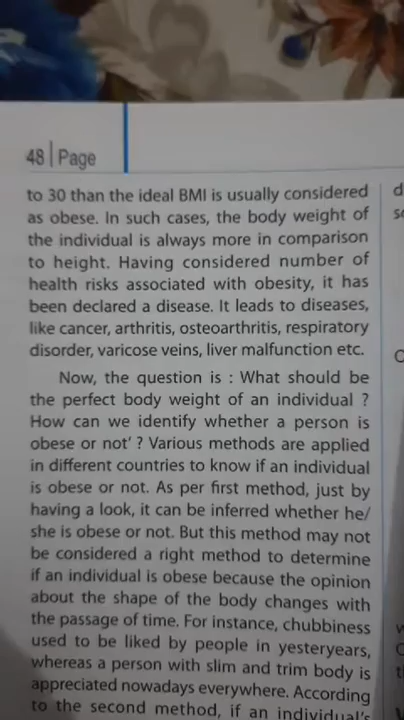 48 | Page
to 30 than the ideal BMI is usually considered
as obese. In such cases, the body weight of
the individual is always more in comparison
to height. Having considered number of
health risks associated with obesity, it has
been declared a disease. It leads to diseases,
like cancer, arthritis, osteoarthritis, respiratory
disorder, varicose veins, liver malfunction etc.
Now, the question is : What should be
the perfect body weight of an individual ?
How can we identify whether a person is
obese or not' ? Various methods are applied
in different countries to know if an individual
is obese or not. As per first method, just by
having a look, it can be inferred whether he/
she is obese or not. But this method may not
be considered a right method to determine
if an individual is obese because the opinion
about the shape of the body changes with
the passage of time. For instance, chubbiness
used to be liked by people in yesteryears,
whereas a person with slim and trim body is
appreciated nowadays everywhere. According
to the second method, if an individual's